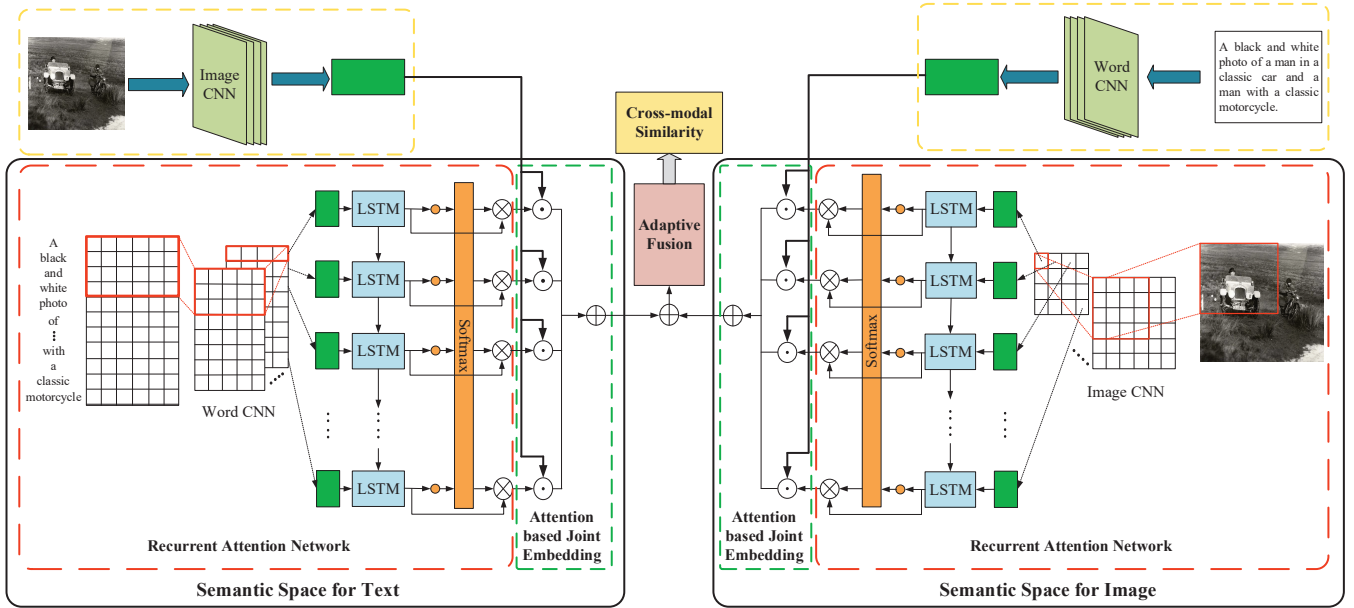 Image
CNN
Word
CNN
A black and white
photo of a man in a
classic car and a
man with a classic
motorcycle.
Cross-modal
Similarity
Adaptive
Fusion
A
black
and
white
photo
of
⋮
with
a
classic
motorcycle
Word CNN
LSTM
LSTM
LSTM
LSTM
Softmax
Attention
based Joint
Embedding
Recurrent Attention Network
Semantic Space for Text
Softmax
LSTM
LSTM
LSTM
LSTM
Image CNN
Attention
based Joint
Embedding
Recurrent Attention Network
Semantic Space for Image